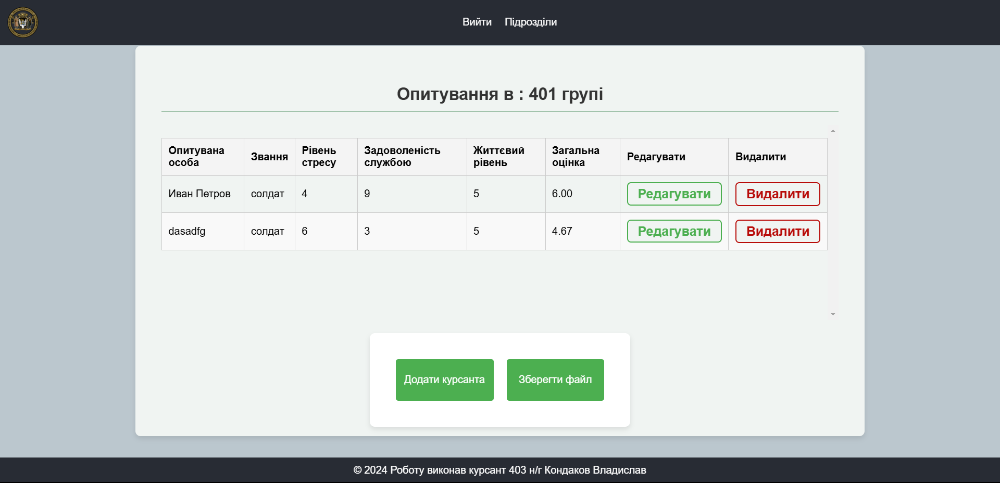 Вийти Підрозділи
Опитування в : 401 групі
Опитувана особа Звання Рівень стресу Задоволеність службою Життєвий рівень Загальна оцінка Редагувати Видалити
Иван Петров солдат 4 9 5 6.00 Редагувати Видалити
dasadfg солдат 6 3 5 4.67 Редагувати Видалити
Додати курсанта Зберегти файл
© 2024 Роботу виконав курсант 403 н/г Кондаков Владислав